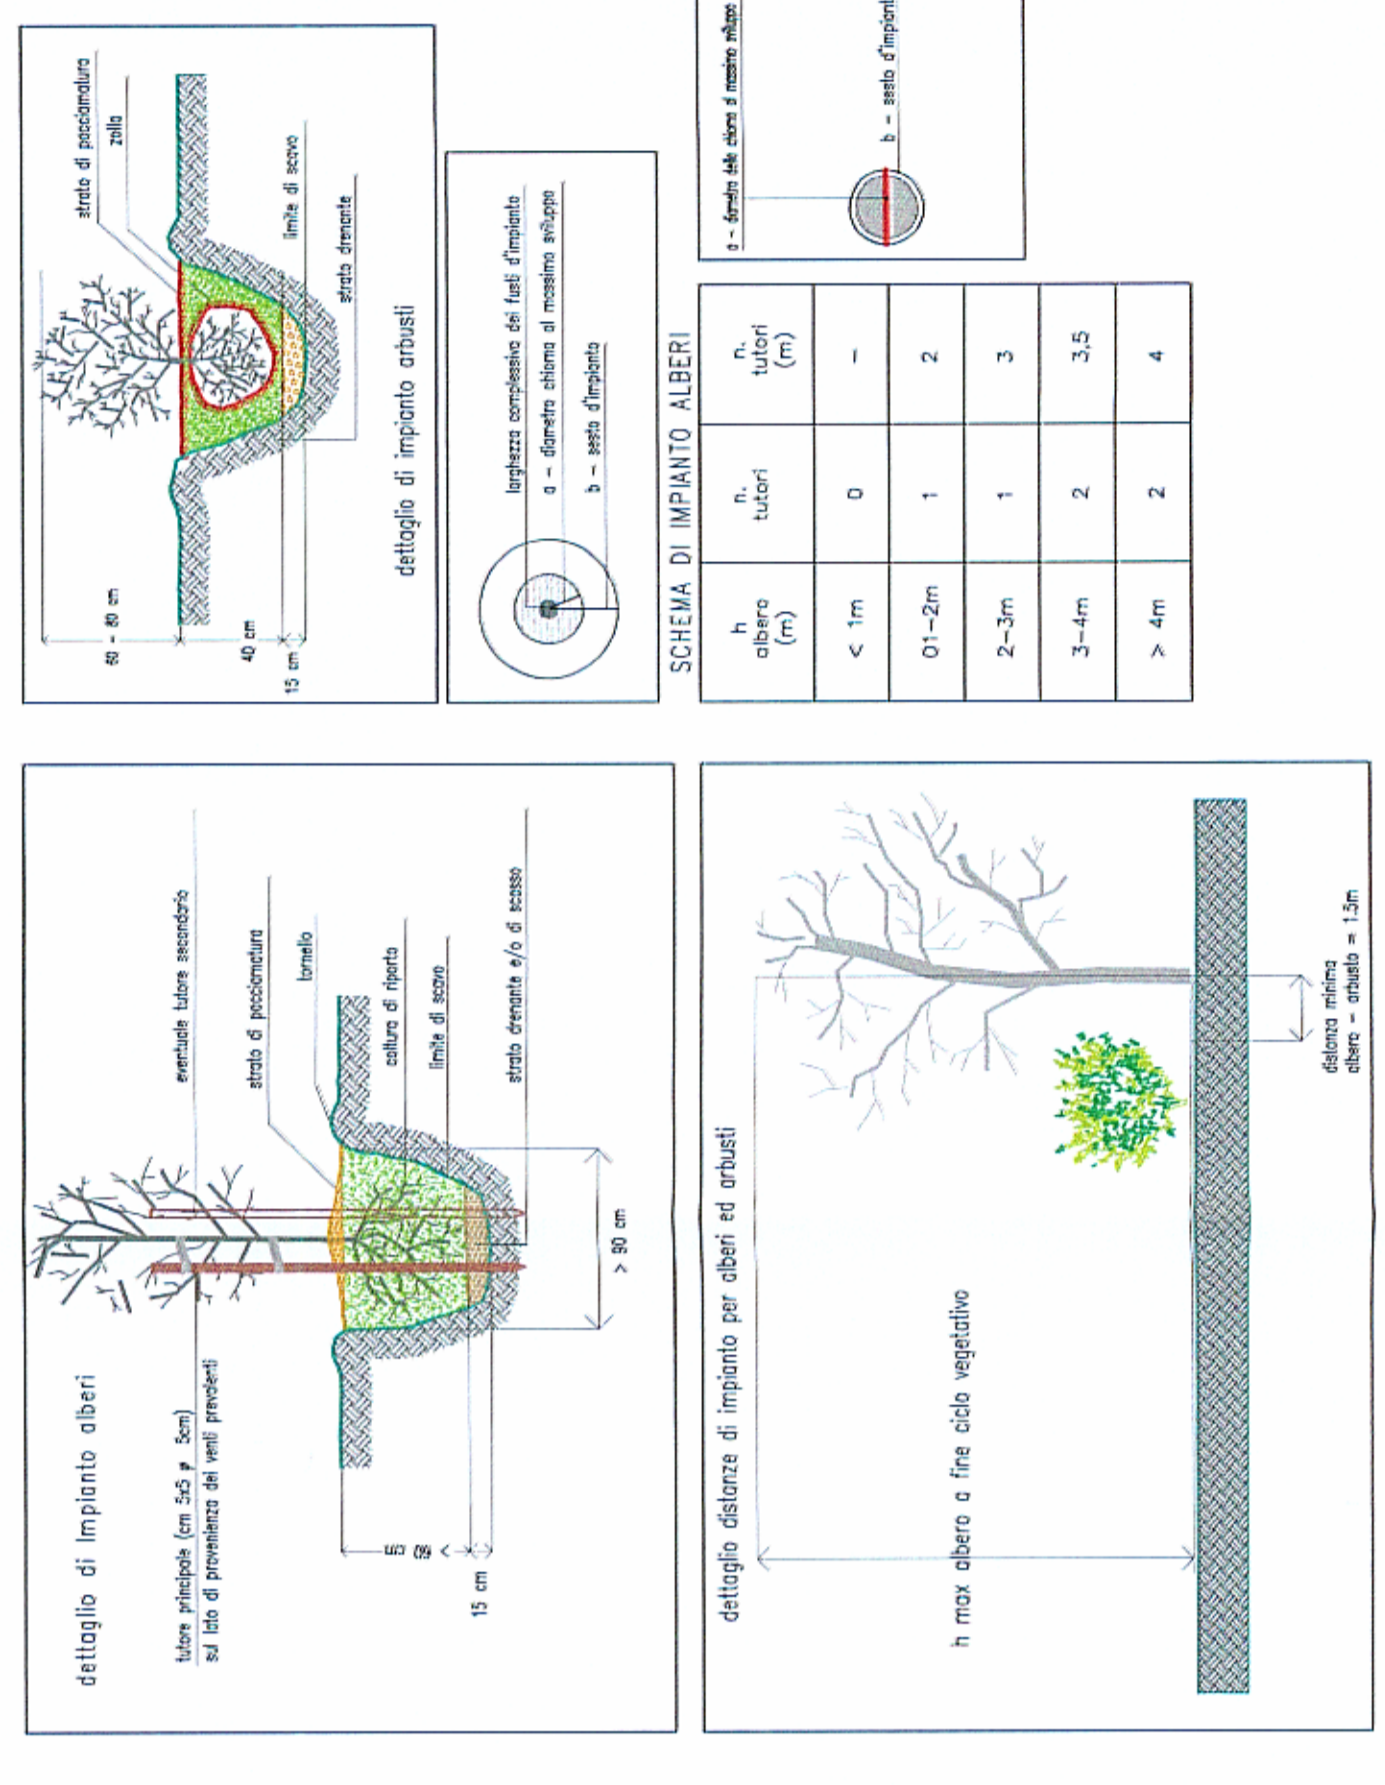 dettaglio di impianto alberi
tutore principale (cm 5x5 ø 5cm)
sul lato di provenienza dei venti prevalenti
eventuale tutore secondario
strato di pacciamatura
tornello
coltura di riporto
limite di scavo
strato drenante e/o di scasso
> 90 cm
15 cm
> 90 cm
60 - 80 cm
40 cm
15 cm
strato di pacciamatura
zolla
limite di scavo
strato drenante
dettaglio di impianto arbusti
larghezza complessiva dei fusti d'impianto
a - diametro chioma al massimo sviluppo
b - sesto d'impianto
SCHEMA DI IMPIANTO ALBERI
h albero (m) n. tutori n. tutori (m)
< 1m 0 -
01-2m 1 2
2-3m 1 3
3-4m 2 3,5
> 4m 2 4
a - diametro della chioma al massimo sviluppo
b - sesto d'impiant
dettaglio distanze di impianto per alberi ed arbusti
h max albero a fine ciclo vegetativo
distanza minima
albero - arbusto = 1.5m